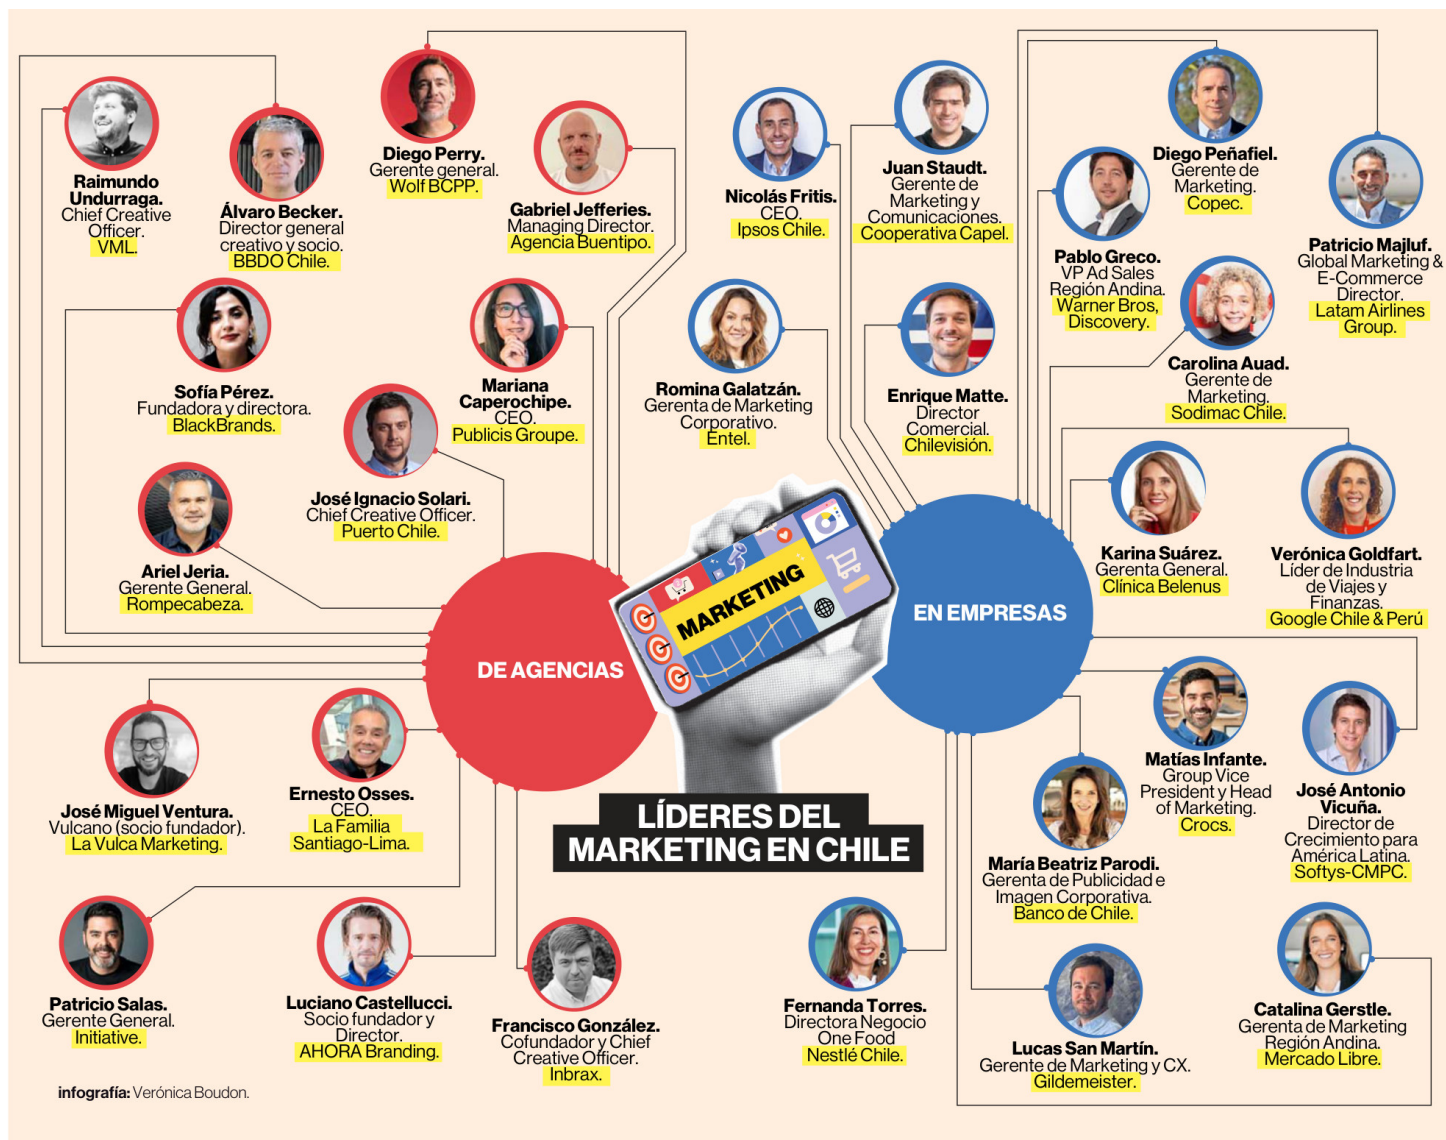 Raimundo
Undurraga.
Chief Creative
Officer.
VML.
Álvaro Becker.
Director general
creativo y socio.
BBDO Chile.
Diego Perry.
Gerente general.
Wolf BCPP.
Gabriel Jefferies.
Managing Director.
Agencia Buentipo.
Sofía Pérez.
Fundadora y directora.
BlackBrands.
Mariana
Caperochipe.
CEO.
Publicis Groupe.
José Ignacio Solari.
Chief Creative Officer.
Puerto Chile.
Ariel Jeria.
Gerente General.
Rompecabeza.
Nicolás Fritis.
CEO.
Ipsos Chile.
Juan Staudt.
Gerente de
Marketing y
Comunicaciones.
Cooperativa Capel.
Diego Peñafiel.
Gerente de
Marketing.
Copec.
Pablo Greco.
VP Ad Sales
Región Andina.
Warner Bros,
Discovery.
Patricio Majluf.
Global Marketing &
E-Commerce
Director.
Latam Airlines
Group.
Romina Galatzán.
Gerenta de Marketing
Corporativo.
Entel.
Enrique Matte.
Director
Comercial.
Chilevisión.
Carolina Auad.
Gerente de
Marketing.
Sodimac Chile.
Karina Suárez.
Gerenta General.
Clínica Belenus
Verónica Goldfart.
Líder de Industria
de Viajes y
Finanzas.
Google Chile & Perú
MARKETING
DE AGENCIAS
EN EMPRESAS
LÍDERES DEL
MARKETING EN CHILE
José Miguel Ventura.
Vulcano (socio fundador).
La Vulca Marketing.
Ernesto Osses.
CEO.
La Familia
Santiago-Lima.
Patricio Salas.
Gerente General.
Initiative.
Luciano Castellucci.
Socio fundador y
Director.
AHORA Branding.
Francisco González.
Cofundador y Chief
Creative Officer.
Inbrax.
Matías Infante.
Group Vice
President y Head
of Marketing.
Crocs.
José Antonio
Vicuña.
Director de
Crecimiento para
América Latina.
Softys-CMPC.
María Beatriz Parodi.
Gerenta de Publicidad e
Imagen Corporativa.
Banco de Chile.
Fernanda Torres.
Directora Negocio
One Food
Nestlé Chile.
Lucas San Martín.
Gerente de Marketing y CX.
Gildemeister.
Catalina Gerstle.
Gerenta de Marketing
Región Andina.
Mercado Libre.
infografía: Verónica Boudon.